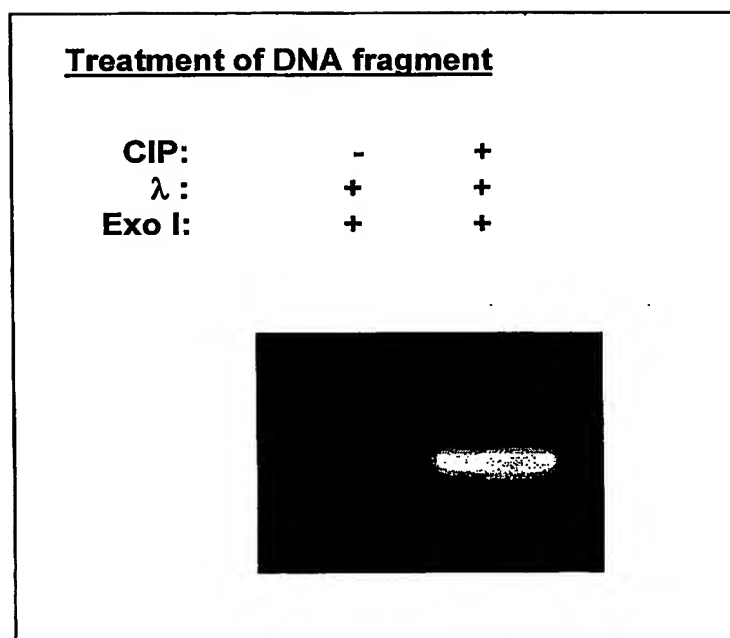 Treatment of DNA fragment
CIP: - +
λ : + +
Exo I: + +